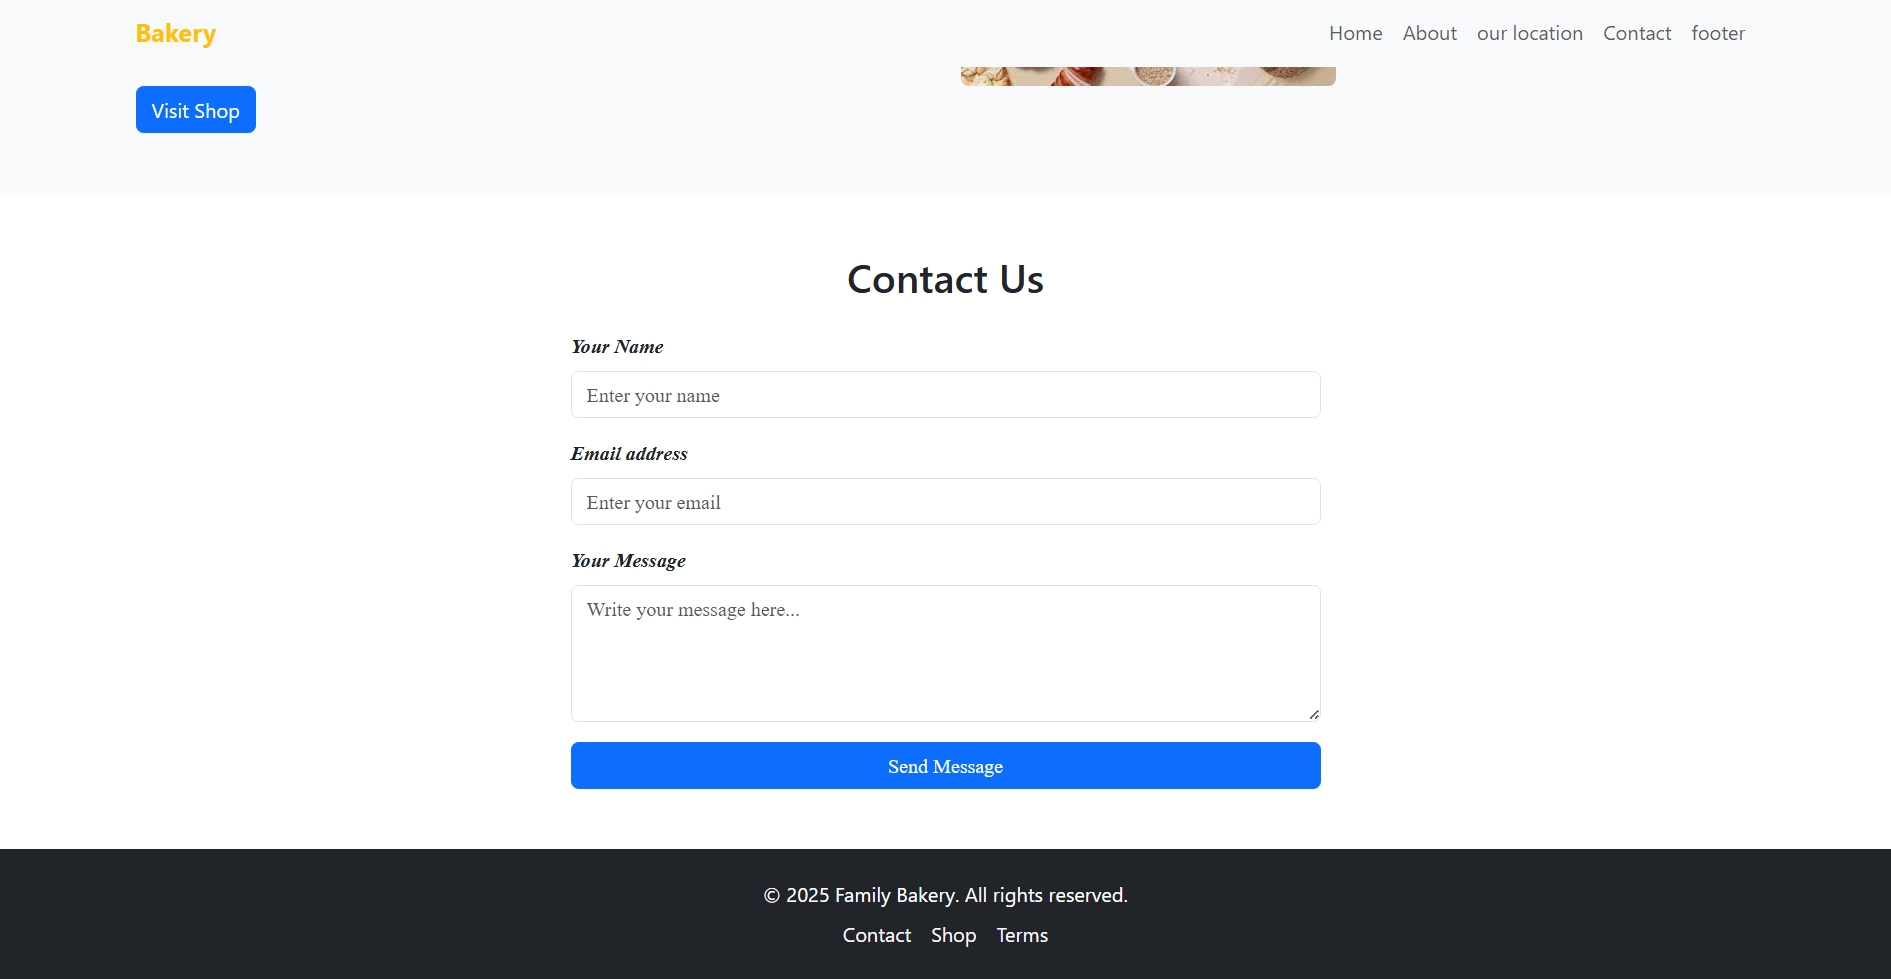 Bakery Home About our location Contact footer
Visit Shop
Contact Us
Your Name
Enter your name
Email address
Enter your email
Your Message
Write your message here...
Send Message
© 2025 Family Bakery. All rights reserved.
Contact Shop Terms